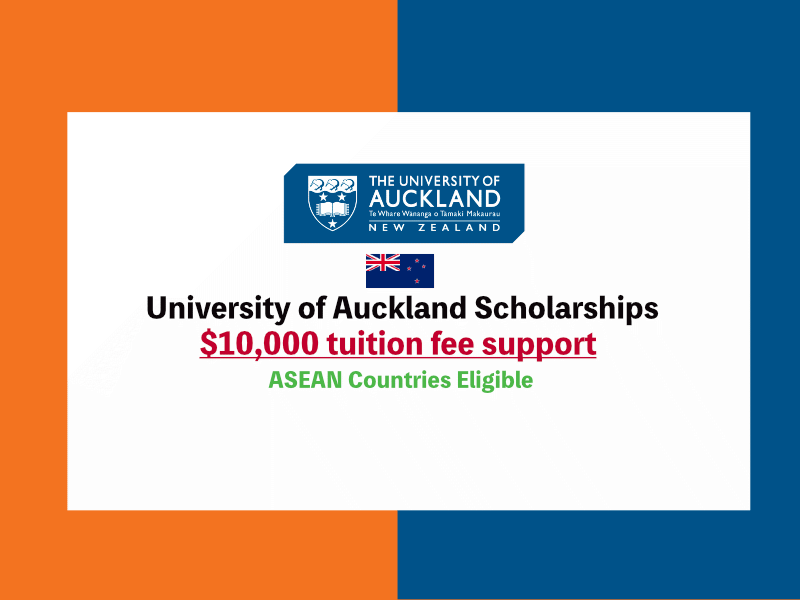 THE UNIVERSITY OF
AUCKLAND
Te Whare Wānanga o Tāmaki Makaurau
NEW ZEALAND
University of Auckland Scholarships
$10,000 tuition fee support
ASEAN Countries Eligible